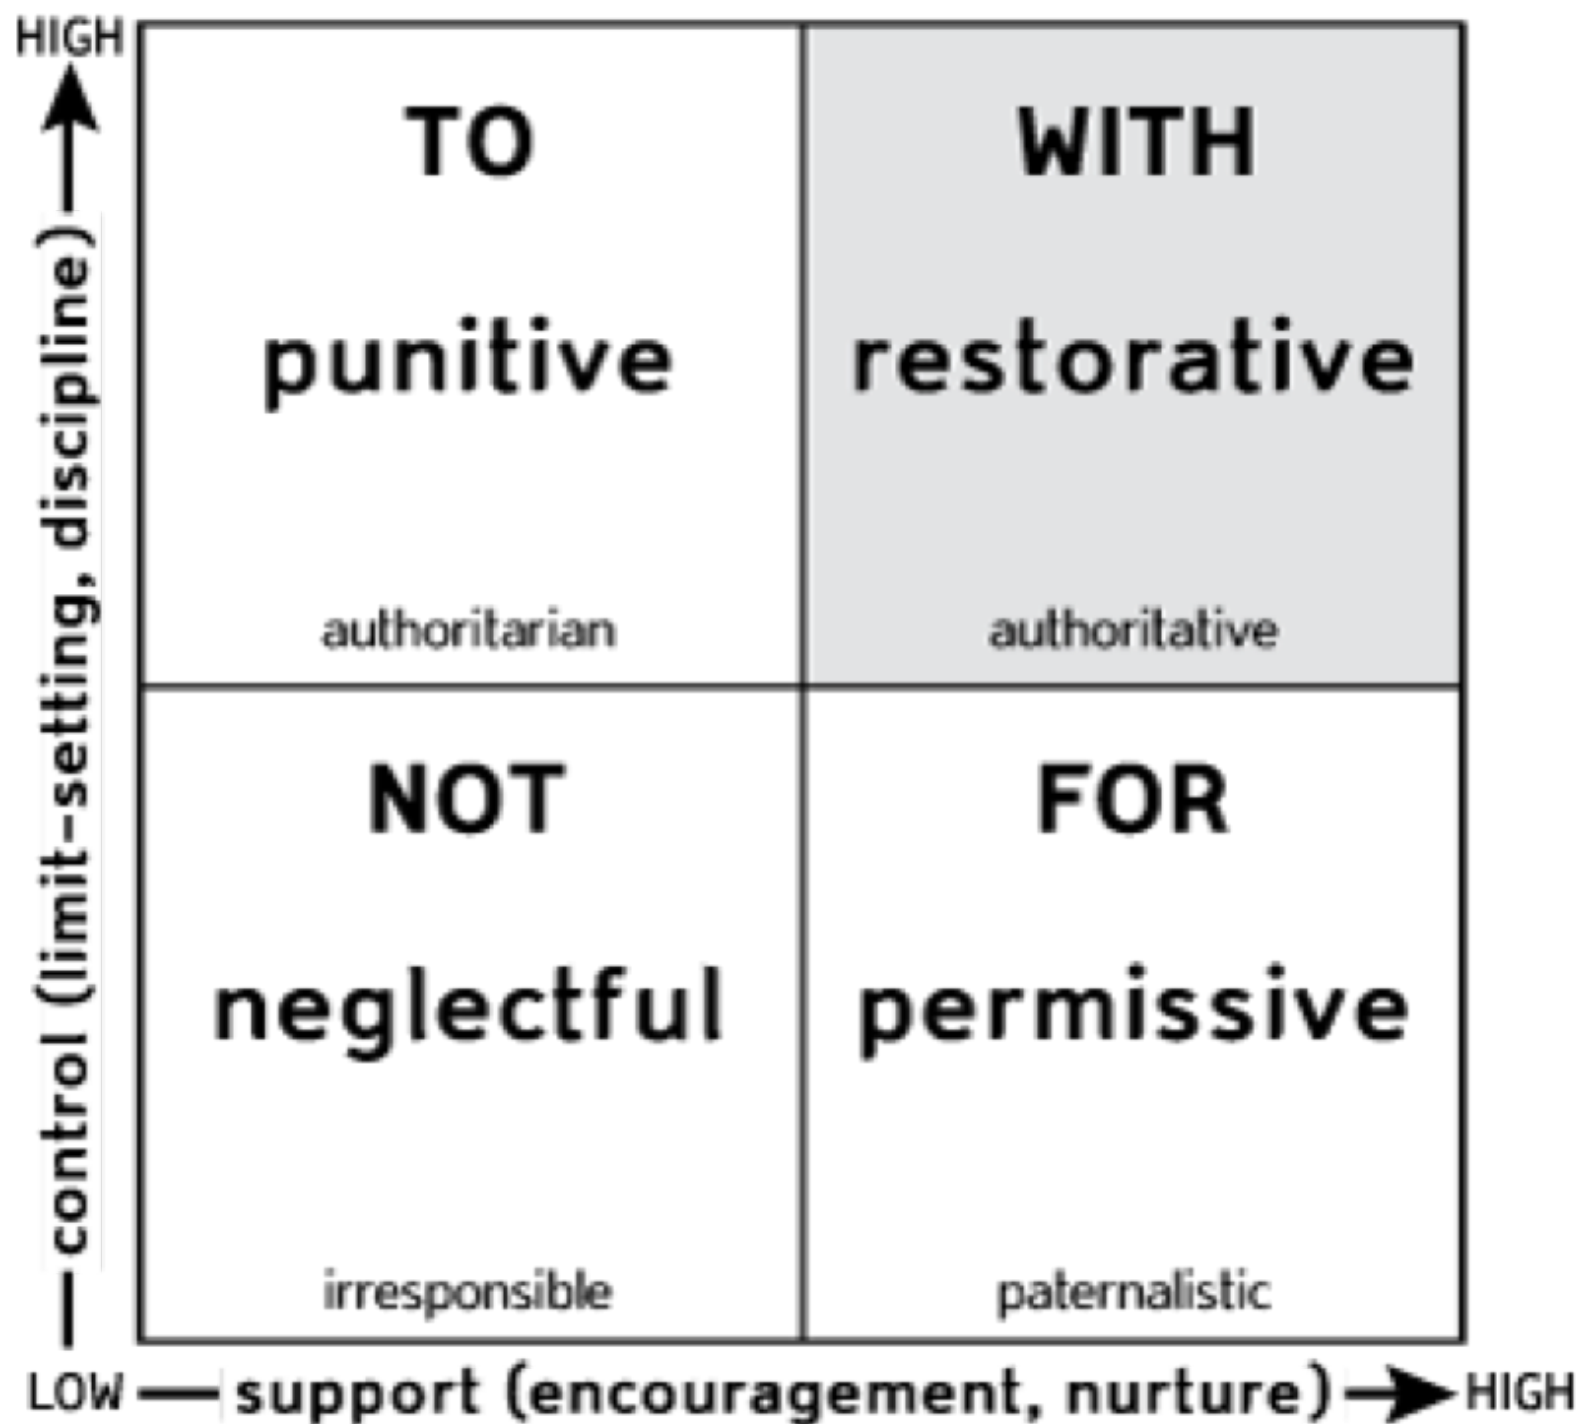 HIGH
control (limit-setting, discipline)
TO
punitive
authoritarian
WITH
restorative
authoritative
NOT
neglectful
irresponsible
FOR
permissive
paternalistic
LOW
support (encouragement, nurture)
HIGH